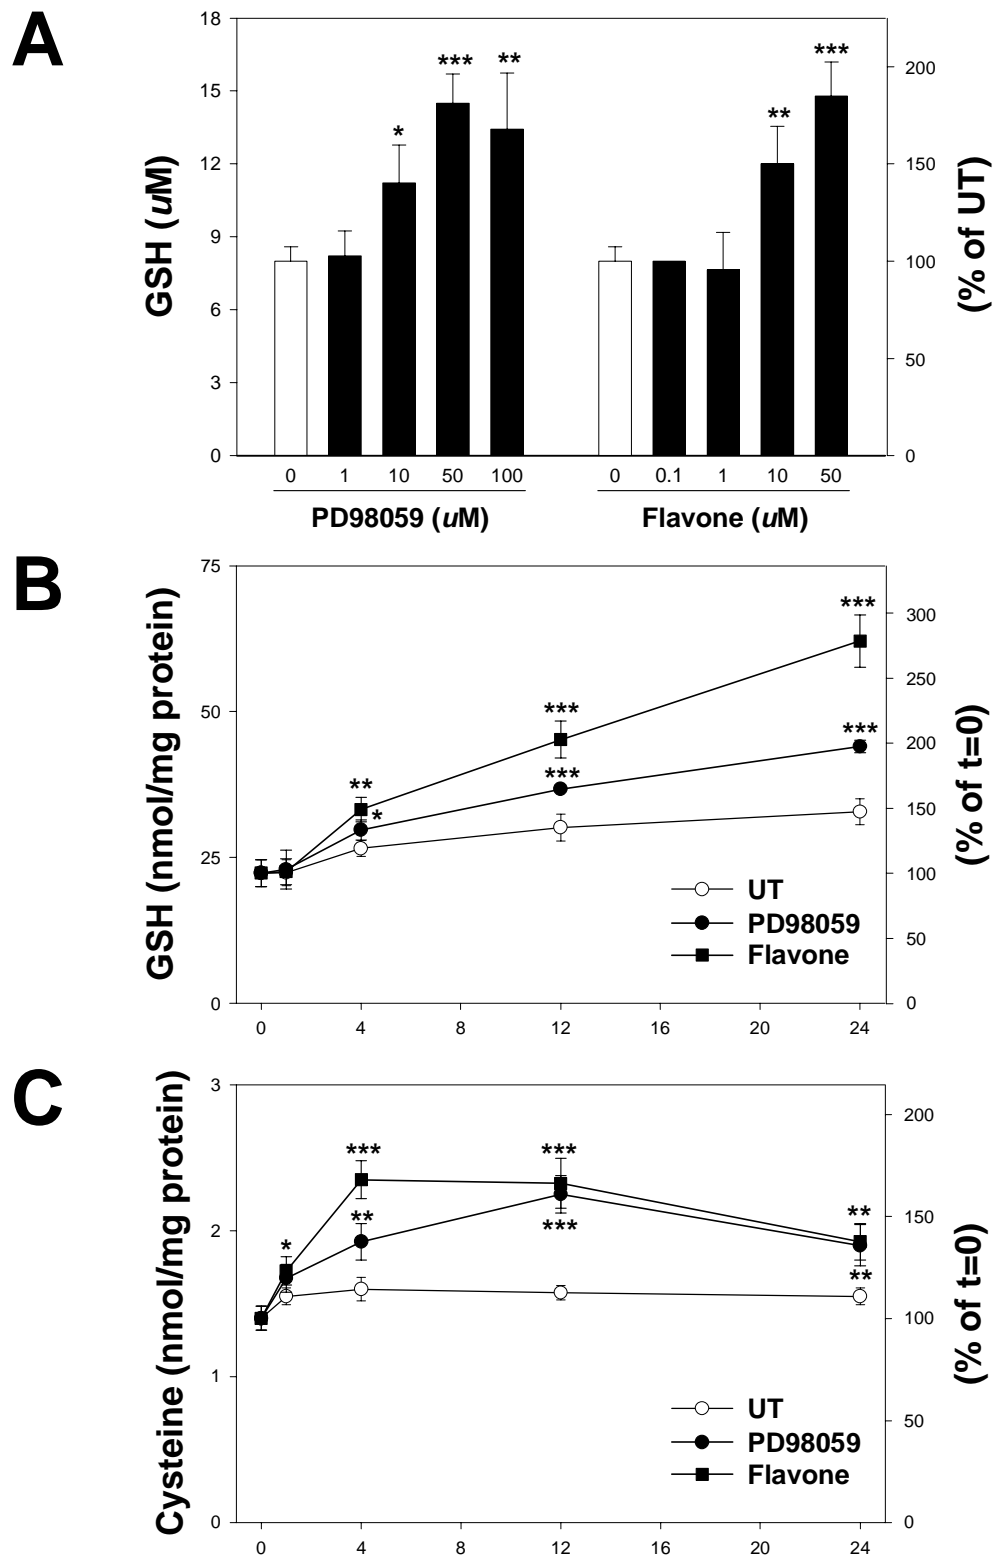 A
18
15
12
9
6
3
0
GSH (uM)
* *** ** ** ***
200
150
100
50
0
(% of UT)
0 1 10 50 100 0 0.1 1 10 50
PD98059 (uM) Flavone (uM)
B
75
50
25
0
GSH (nmol/mg protein)
** * *** *** *** ***
300
250
200
150
100
50
0
(% of t=0)
UT
PD98059
Flavone
0 4 8 12 16 20 24
C
3
2
1
0
Cysteine (nmol/mg protein)
* *** ** *** *** ** **
200
150
100
50
0
(% of t=0)
UT
PD98059
Flavone
0 4 8 12 16 20 24